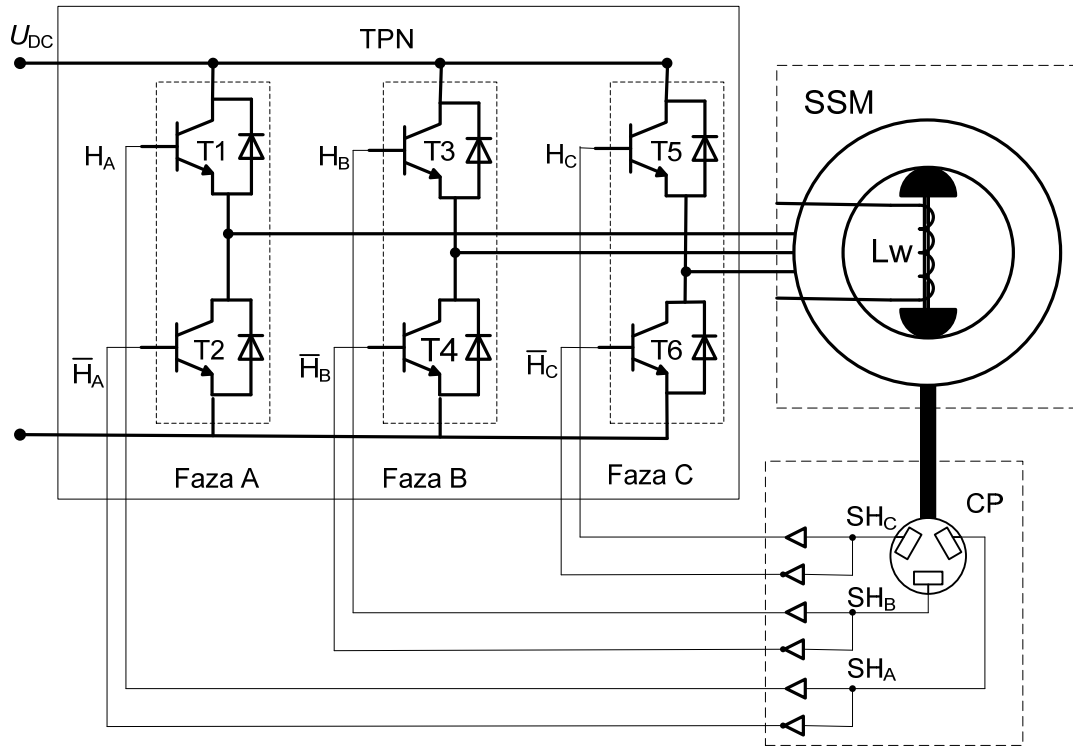 U_DC
TPN
SSM
H_A
T1
H_B
T3
H_C
T5
Lw
H̅_A
T2
H̅_B
T4
H̅_C
T6
Faza A
Faza B
Faza C
CP
SH_C
SH_B
SH_A